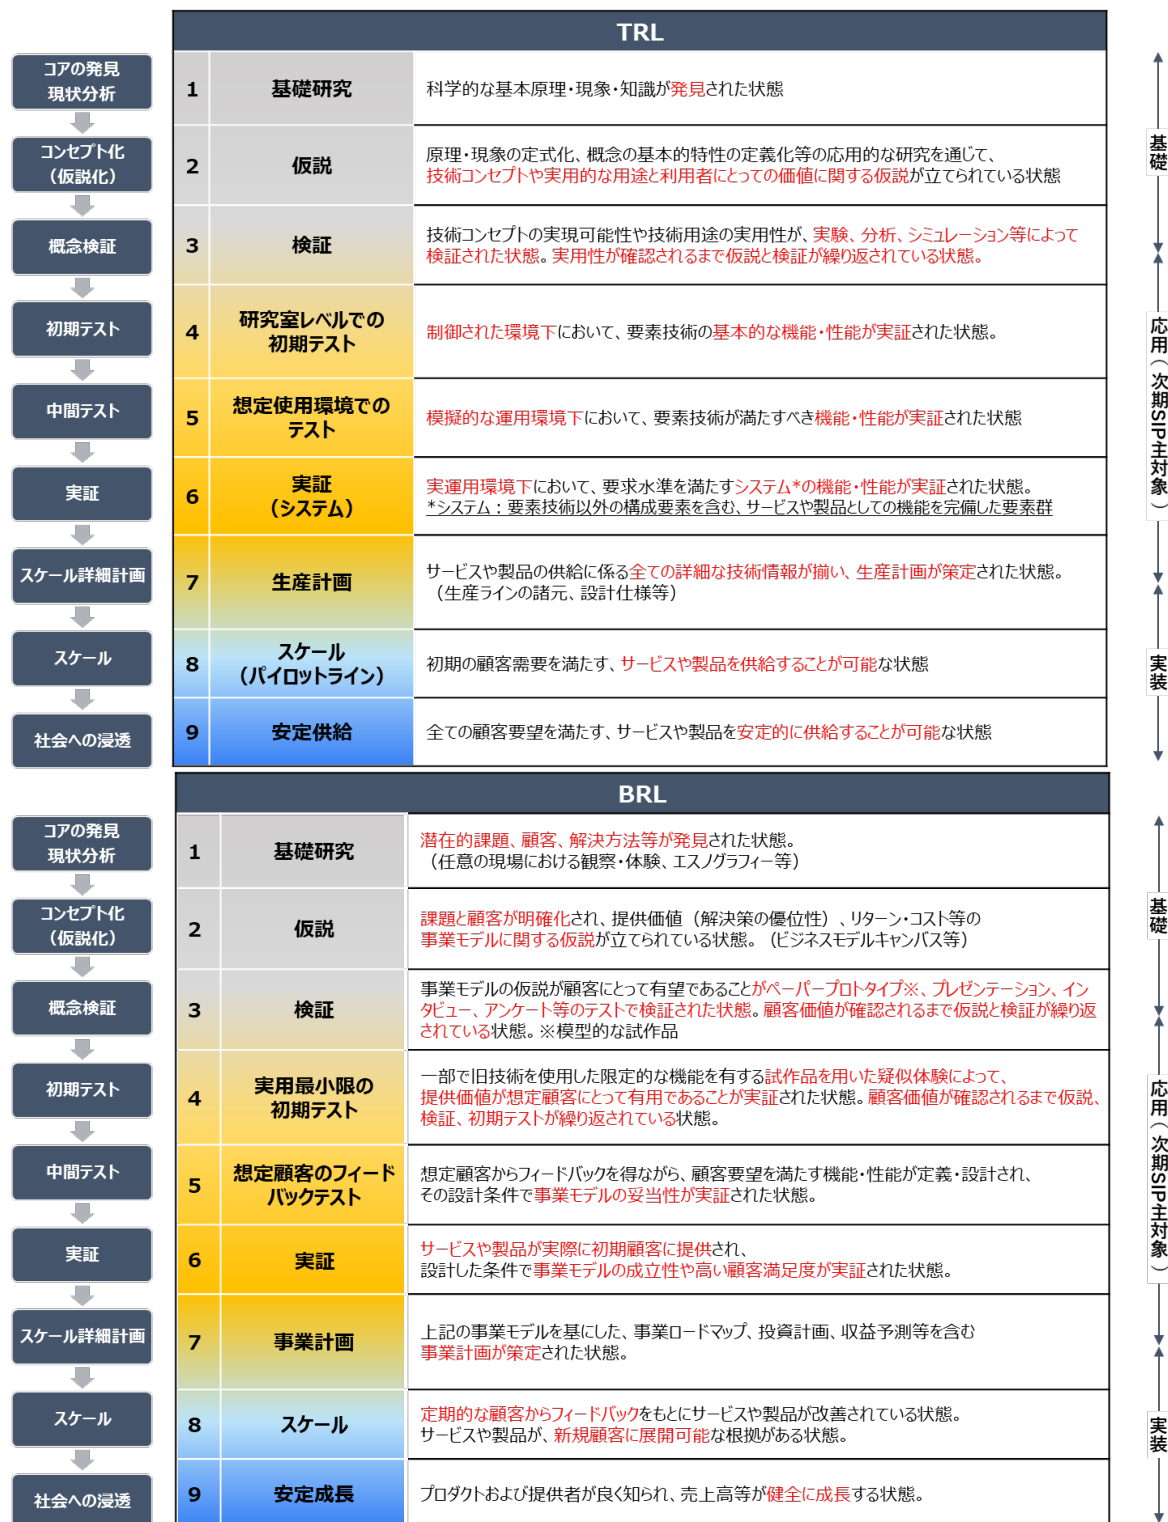 TRL
コアの発見
現状分析
1
基礎研究
科学的な基本原理・現象・知識が発見された状態
コンセプト化
（仮説化）
2
仮説
原理・現象の定式化、概念の基本的特性の定義化等の応用的な研究を通じて、
技術コンセプトや実用的な用途と利用者にとっての価値に関する仮説が立てられている状態
基礎
概念検証
3
検証
技術コンセプトの実現可能性や技術用途の実用性が、実験、分析、シミュレーション等によって
検証された状態。実用性が確認されるまで仮説と検証が繰り返されている状態。
初期テスト
4
研究室レベルでの
初期テスト
制御された環境下において、要素技術の基本的な機能・性能が実証された状態。
中間テスト
5
想定使用環境での
テスト
模擬的な運用環境下において、要素技術が満たすべき機能・性能が実証された状態
応用（次期SIP主対象）
実証
6
実証
（システム）
実運用環境下において、要求水準を満たすシステム*の機能・性能が実証された状態。
*システム：要素技術以外の構成要素を含む、サービスや製品としての機能を完備した要素群
スケール詳細計画
7
生産計画
サービスや製品の供給に係る全ての詳細な技術情報が揃い、生産計画が策定された状態。
（生産ラインの諸元、設計仕様等）
スケール
8
スケール
（パイロットライン）
初期の顧客需要を満たす、サービスや製品を供給することが可能な状態
実装
社会への浸透
9
安定供給
全ての顧客要望を満たす、サービスや製品を安定的に供給することが可能な状態
BRL
コアの発見
現状分析
1
基礎研究
潜在的課題、顧客、解決方法等が発見された状態。
（任意の現場における観察・体験、エスノグラフィー等）
コンセプト化
（仮説化）
2
仮説
課題と顧客が明確化され、提供価値（解決策の優位性）、リターン・コスト等の
事業モデルに関する仮説が立てられている状態。（ビジネスモデルキャンバス等）
基礎
概念検証
3
検証
事業モデルの仮説が顧客にとって有望であることがペーパープロトタイプ※、プレゼンテーション、イン
タビュー、アンケート等のテストで検証された状態。顧客価値が確認されるまで仮説と検証が繰り返
されている状態。※模型的な試作品
初期テスト
4
実用最小限の
初期テスト
一部で旧技術を使用した限定的な機能を有する試作品を用いた疑似体験によって、
提供価値が想定顧客にとって有用であることが実証された状態。顧客価値が確認されるまで仮説、
検証、初期テストが繰り返されている状態。
中間テスト
5
想定顧客のフィード
バックテスト
想定顧客からフィードバックを得ながら、顧客要望を満たす機能・性能が定義・設計され、
その設計条件で事業モデルの妥当性が実証された状態。
応用（次期SIP主対象）
実証
6
実証
サービスや製品が実際に初期顧客に提供され、
設計した条件で事業モデルの成立性や高い顧客満足度が実証された状態。
スケール詳細計画
7
事業計画
上記の事業モデルを基にした、事業ロードマップ、投資計画、収益予測等を含む
事業計画が策定された状態。
スケール
8
スケール
定期的な顧客からフィードバックをもとにサービスや製品が改善されている状態。
サービスや製品が、新規顧客に展開可能な根拠がある状態。
実装
社会への浸透
9
安定成長
プロダクトおよび提供者が良く知られ、売上高等が健全に成長する状態。